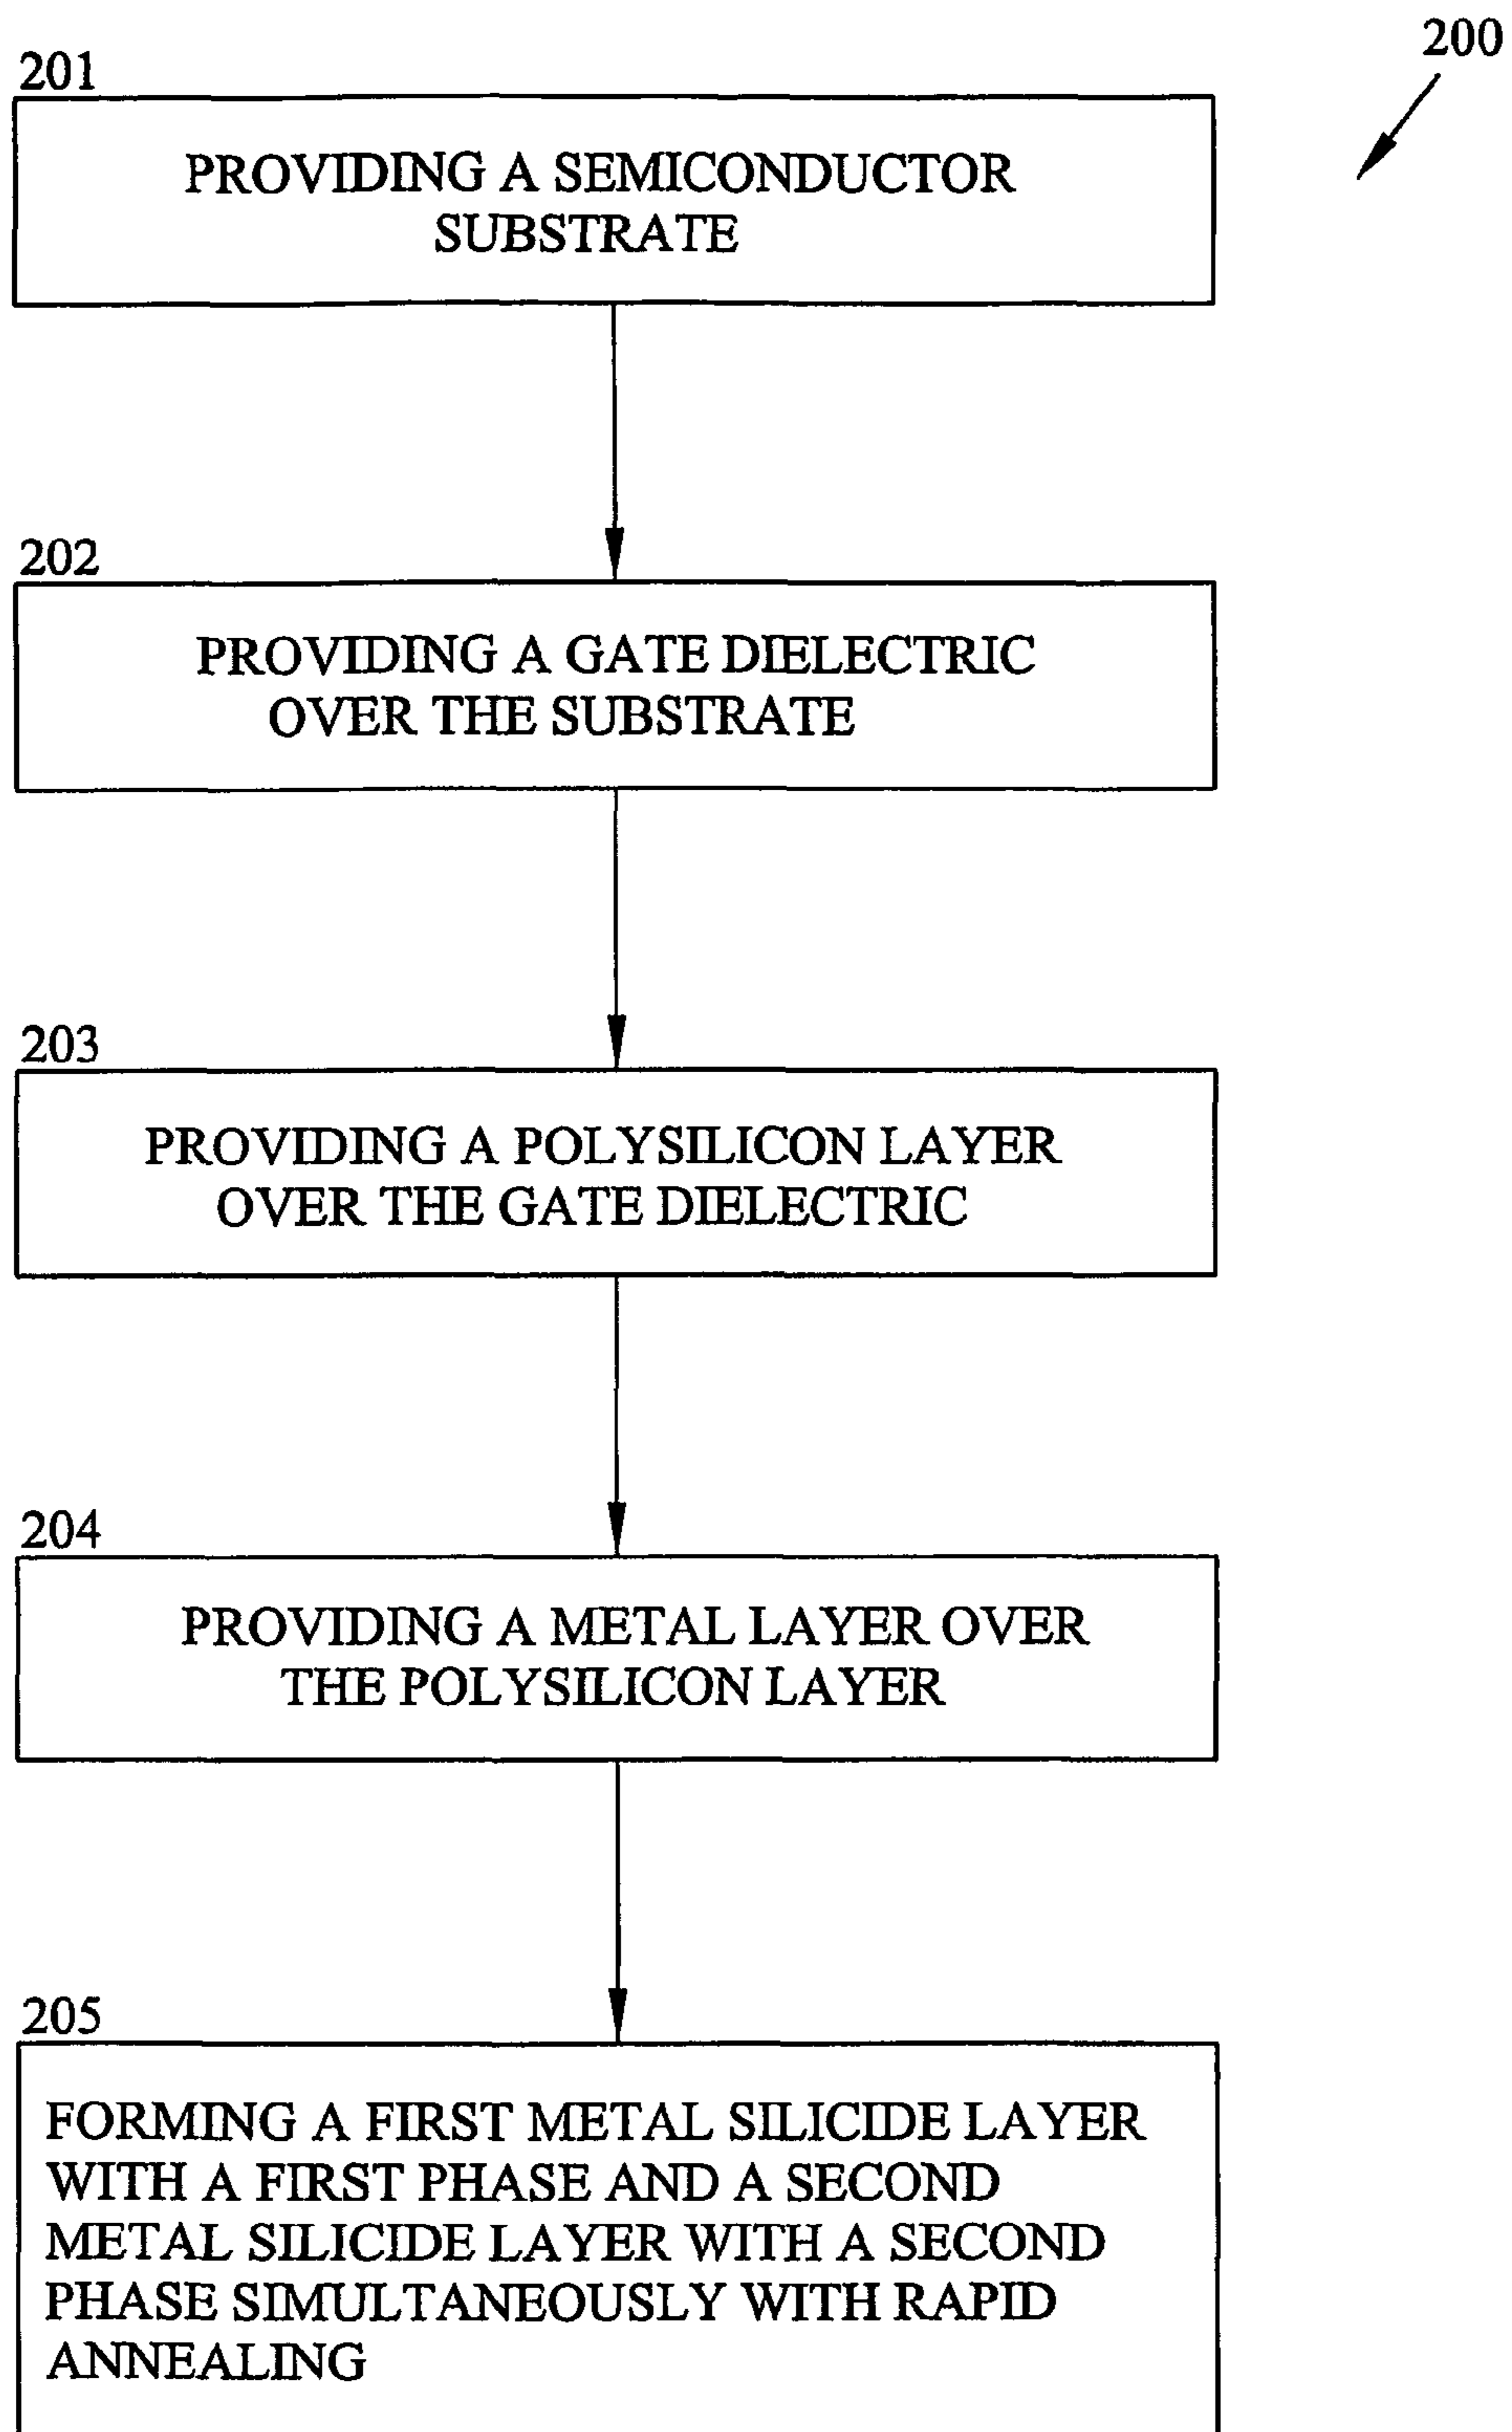 200
201
PROVIDING A SEMICONDUCTOR
SUBSTRATE
202
PROVIDING A GATE DIELECTRIC
OVER THE SUBSTRATE
203
PROVIDING A POLYSILICON LAYER
OVER THE GATE DIELECTRIC
204
PROVIDING A METAL LAYER OVER
THE POLYSILICON LAYER
205
FORMING A FIRST METAL SILICIDE LAYER
WITH A FIRST PHASE AND A SECOND
METAL SILICIDE LAYER WITH A SECOND
PHASE SIMULTANEOUSLY WITH RAPID
ANNEALING